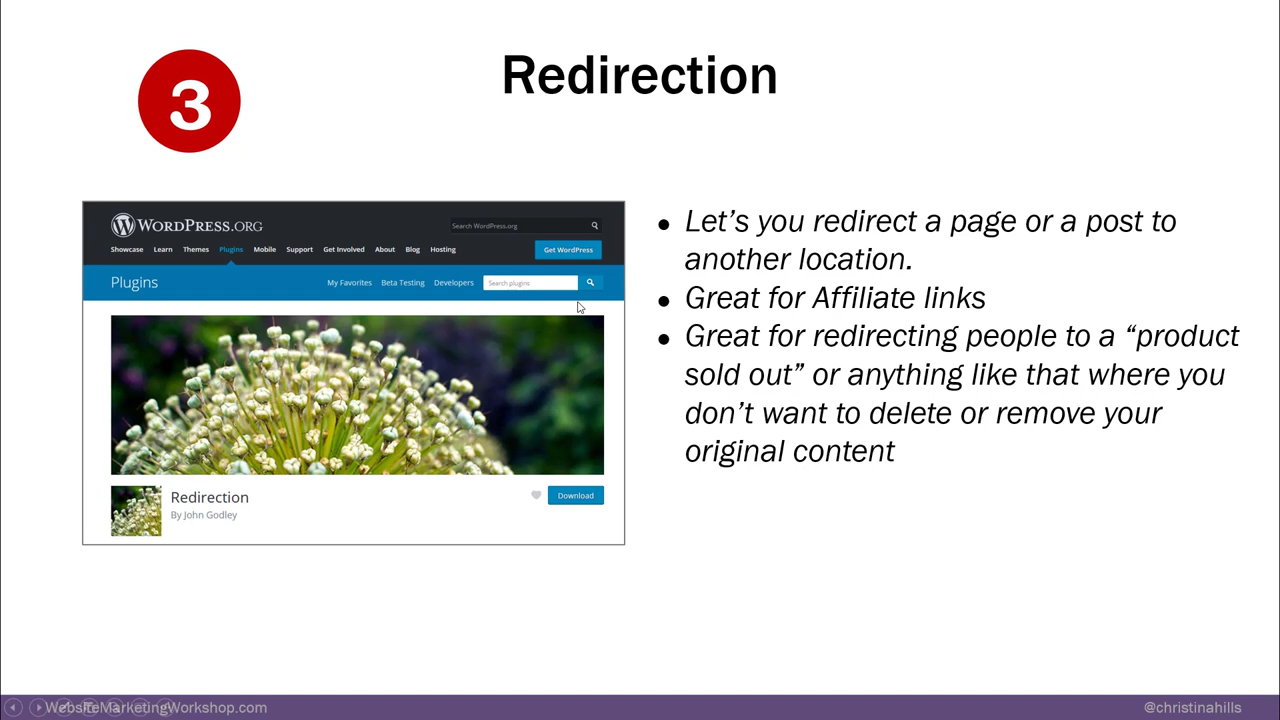 3
Redirection
WORDPRESS.ORG
Search WordPress.org
Showcase Learn Themes Plugins Mobile Support Get Involved About Blog Hosting
Get WordPress
Plugins
My Favorites Beta Testing Developers
Search plugins
Redirection
By John Godley
Download
● Let’s you redirect a page or a post to
another location.
● Great for Affiliate links
● Great for redirecting people to a “product
sold out” or anything like that where you
don’t want to delete or remove your
original content
WebsiteMarketingWorkshop.com
@christinahills